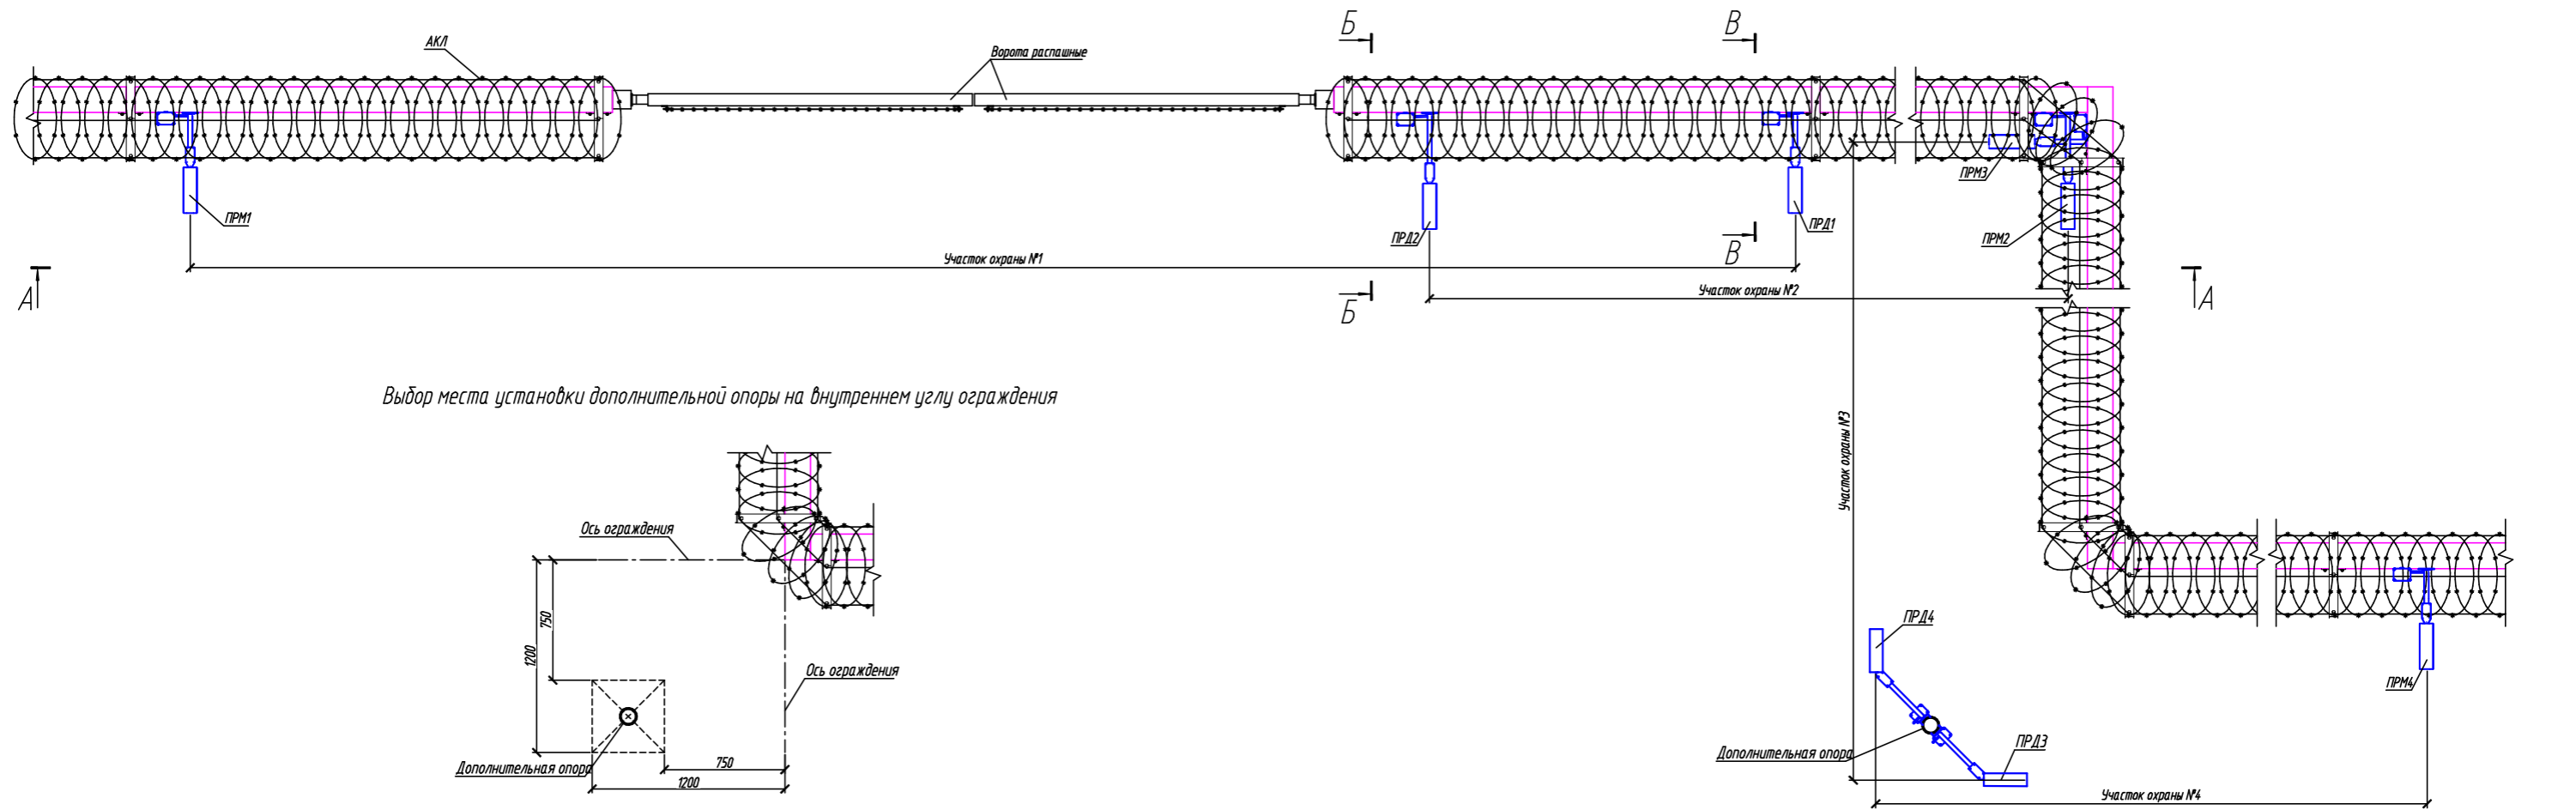 АКЛ
Ворота распашные
Б
В
ПРМ1
ПРД2
ПРД1
ПРМ3
ПРМ2
В
А
Участок охраны №1
Участок охраны №2
Б
А
Выбор места установки дополнительной опоры на внутреннем углу ограждения
Участок охраны №3
Ось ограждения
750
1200
Ось ограждения
Дополнительная опора
750
1200
ПРД4
ПРМ4
ПРД3
Дополнительная опора
Участок охраны №4